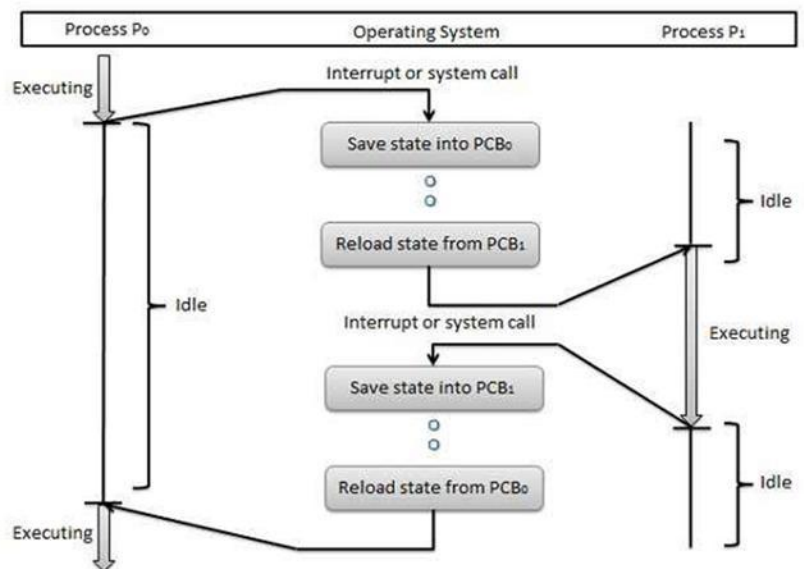 Process P₀ Operating System Process P₁
Interrupt or system call
Executing
Save state into PCB₀
Idle
Reload state from PCB₁
Idle
Interrupt or system call
Executing
Save state into PCB₁
Idle
Reload state from PCB₀
Executing